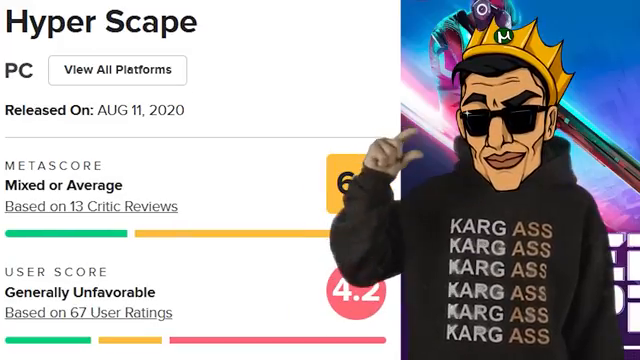 Hyper Scape
PC
View All Platforms
Released On: AUG 11, 2020
METASCORE
Mixed or Average
Based on 13 Critic Reviews
6
USER SCORE
Generally Unfavorable
Based on 67 User Ratings
4.2
KARG ASS
KARG ASS
KARG ASS
KARG ASS
KARG ASS
KARG ASS